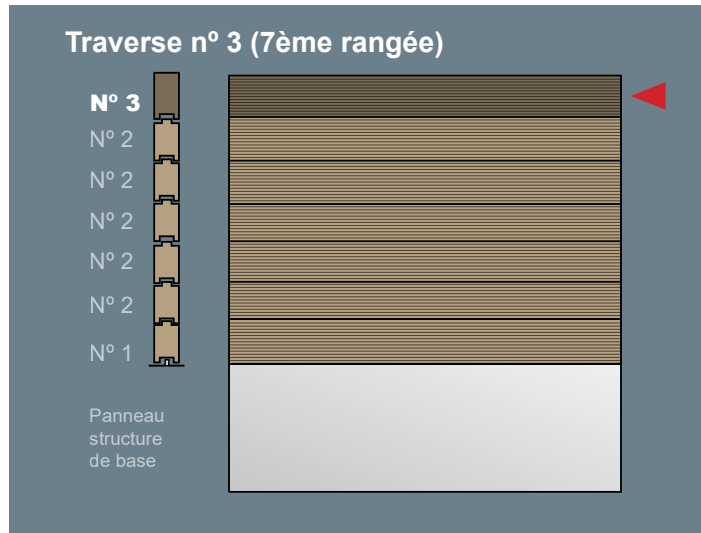 Traverse nº 3 (7ème rangée)
Nº 3
Nº 2
Nº 2
Nº 2
Nº 2
Nº 2
Nº 1
Panneau
structure
de base